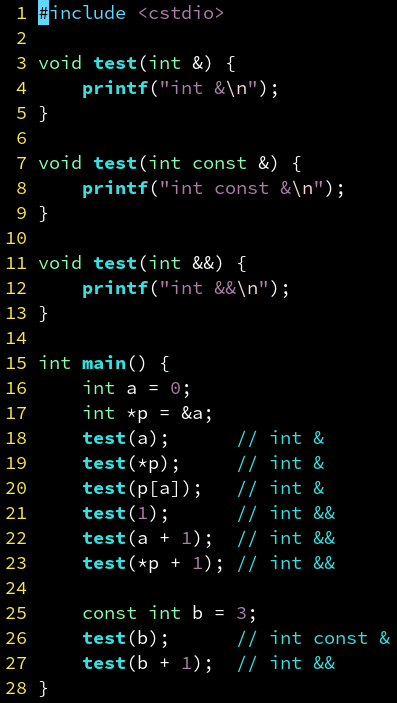 1 #include <cstdio>
2
3 void test(int &) {
4     printf("int &\n");
5 }
6
7 void test(int const &) {
8     printf("int const &\n");
9 }
10
11 void test(int &&) {
12     printf("int &&\n");
13 }
14
15 int main() {
16     int a = 0;
17     int *p = &a;
18     test(a);      // int &
19     test(*p);     // int &
20     test(p[a]);   // int &
21     test(1);      // int &&
22     test(a + 1);  // int &&
23     test(*p + 1); // int &&
24
25     const int b = 3;
26     test(b);      // int const &
27     test(b + 1);  // int &&
28 }